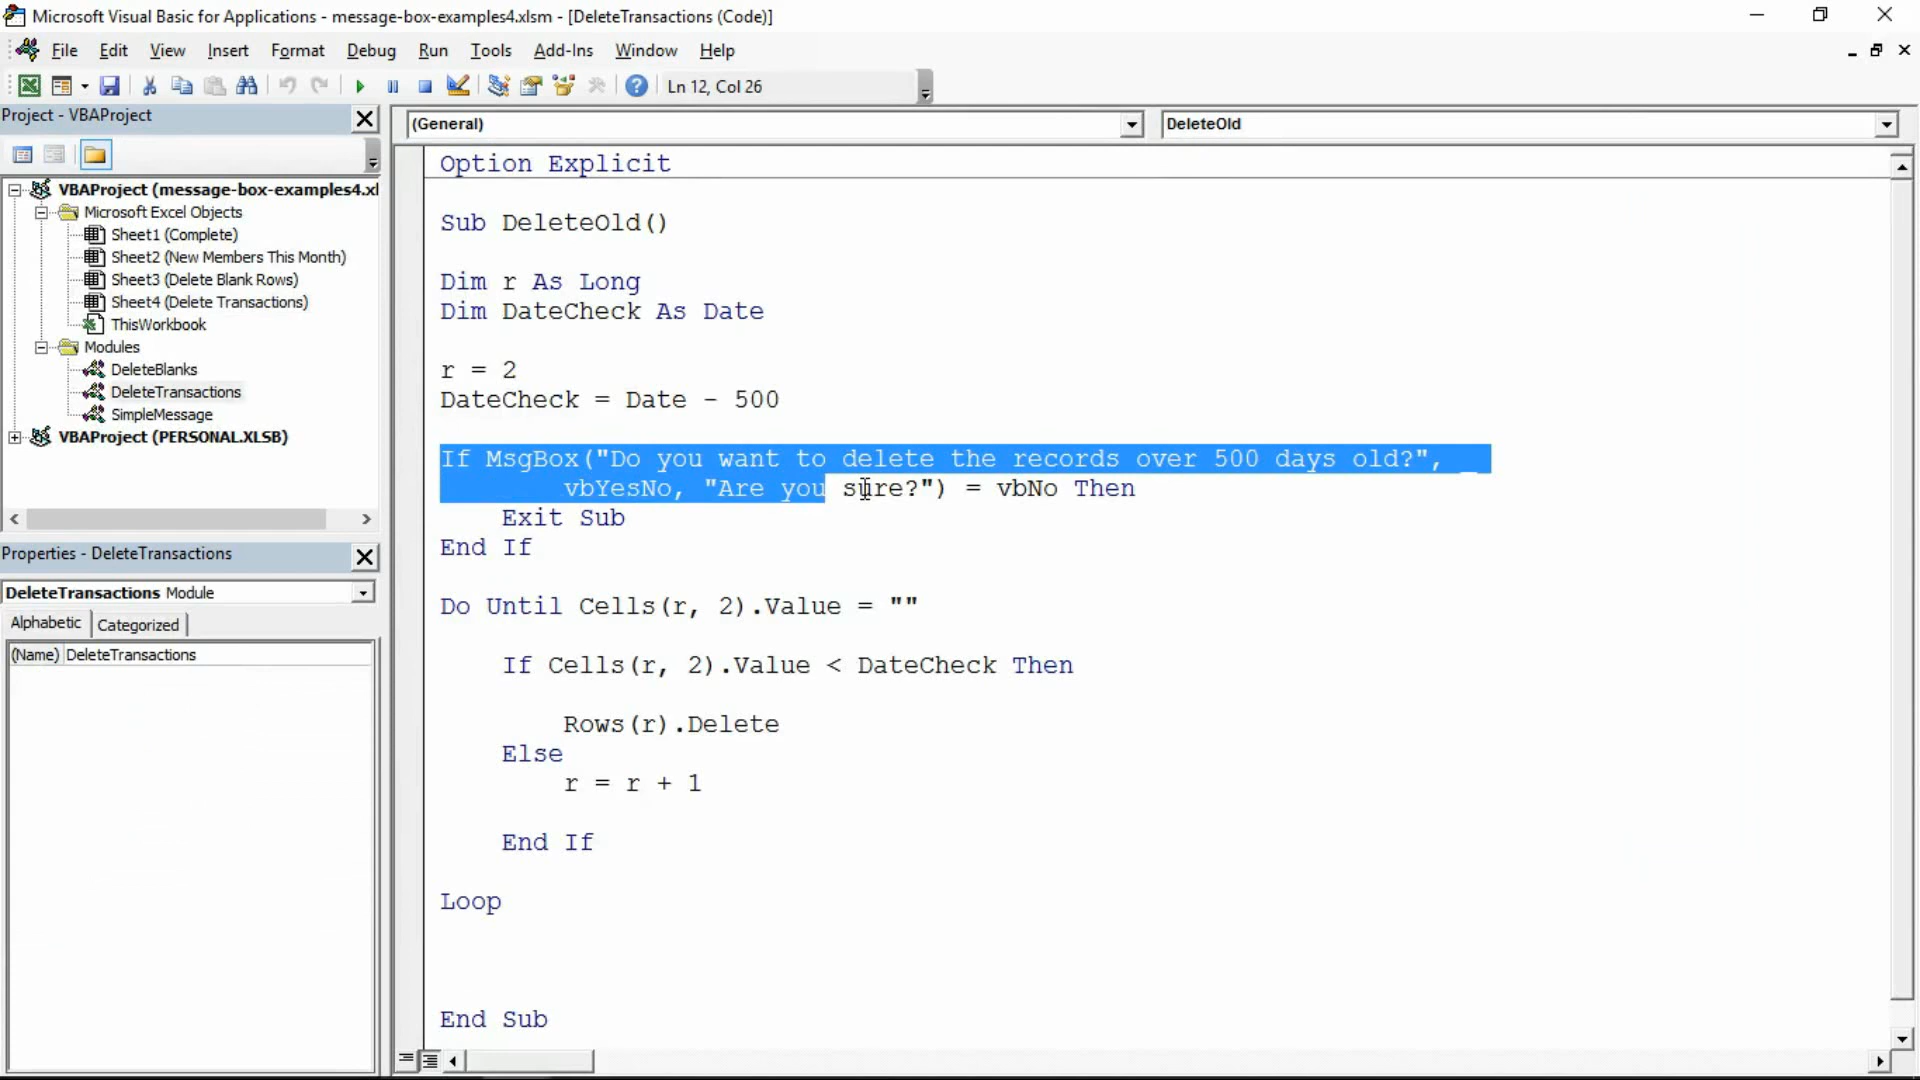 Microsoft Visual Basic for Applications - message-box-examples4.xlsm - [DeleteTransactions (Code)]
File Edit View Insert Format Debug Run Tools Add-Ins Window Help
Ln 12, Col 26
Project - VBAProject
(General)
DeleteOld
VBAProject (message-box-examples4.xl
Microsoft Excel Objects
Sheet1 (Complete)
Sheet2 (New Members This Month)
Sheet3 (Delete Blank Rows)
Sheet4 (Delete Transactions)
ThisWorkbook
Modules
DeleteBlanks
DeleteTransactions
SimpleMessage
VBAProject (PERSONAL.XLSB)
Properties - DeleteTransactions
DeleteTransactions Module
Alphabetic Categorized
(Name) DeleteTransactions
Option Explicit
Sub DeleteOld()
Dim r As Long
Dim DateCheck As Date
r = 2
DateCheck = Date - 500
If MsgBox("Do you want to delete the records over 500 days old?", _
vbYesNo, "Are you sure?") = vbNo Then
Exit Sub
End If
Do Until Cells(r, 2).Value = ""
If Cells(r, 2).Value < DateCheck Then
Rows(r).Delete
Else
r = r + 1
End If
Loop
End Sub